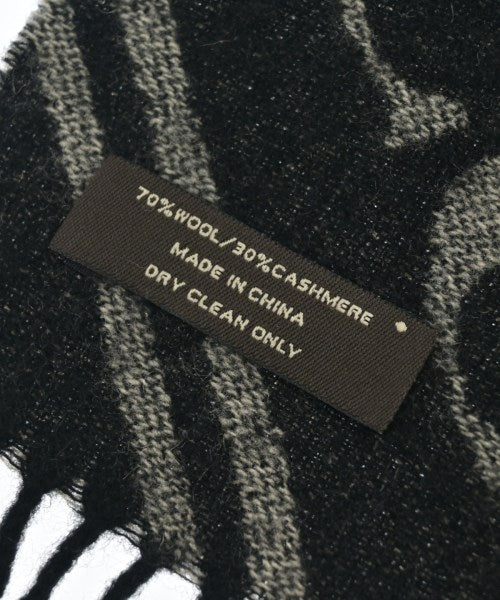 70%WOOL/30%CASHMERE
MADE IN CHINA
DRY CLEAN ONLY